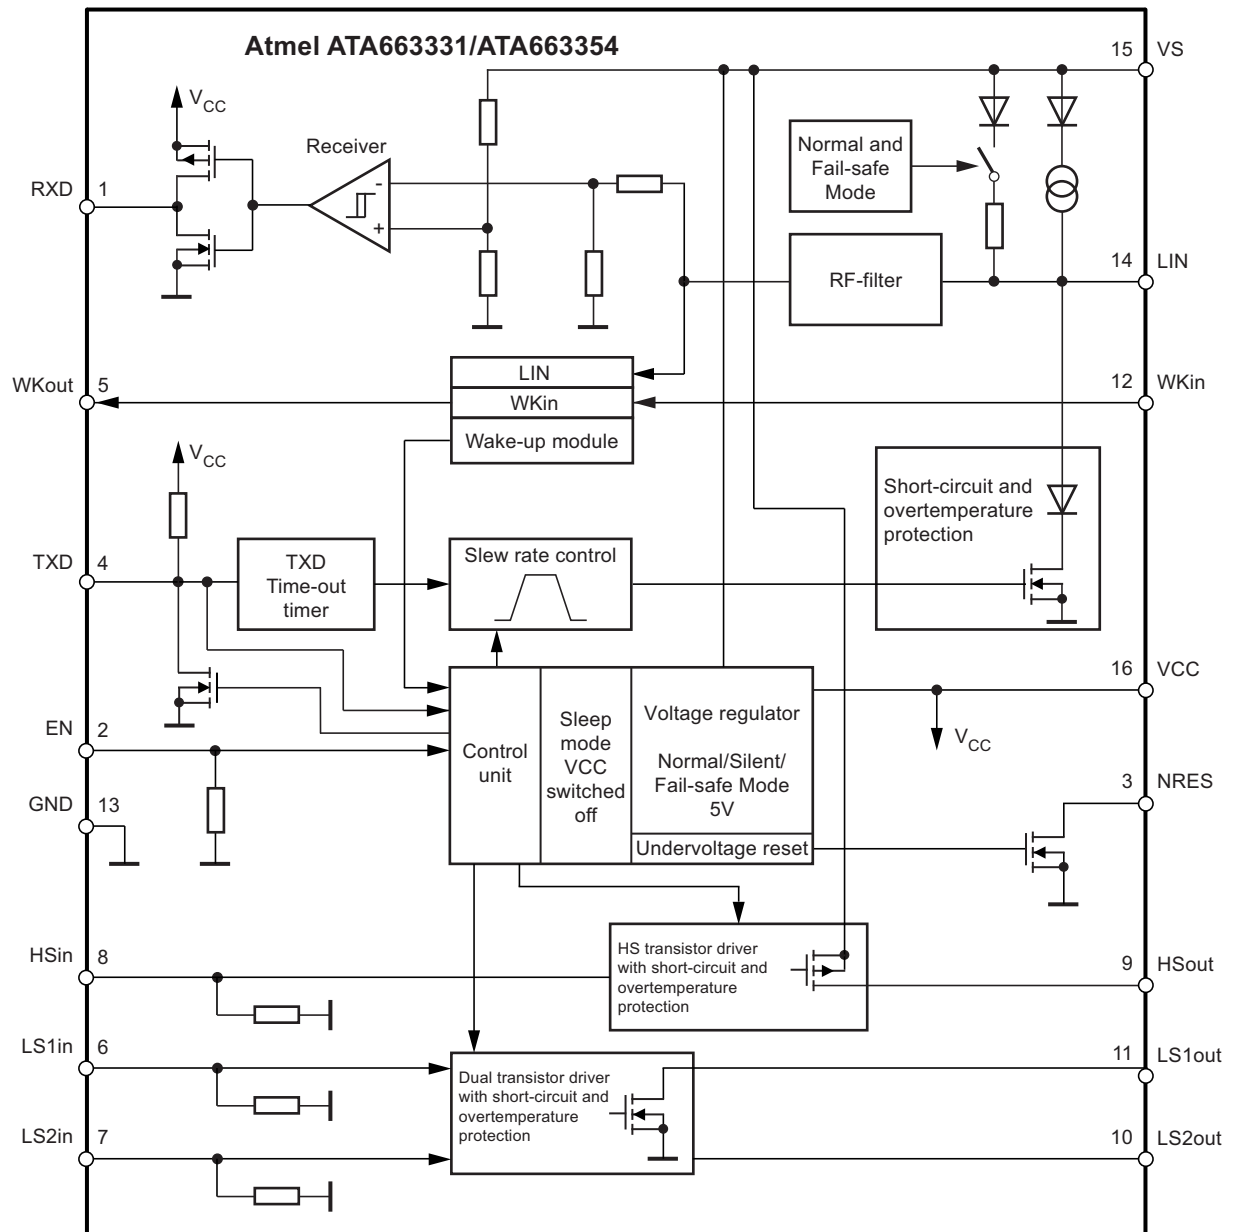 Atmel ATA663331/ATA663354
15 VS
VCC
Receiver
Normal and
Fail-safe
Mode
RXD 1
-
+
RF-filter
14 LIN
LIN
WKout 5
WKin
12 WKin
Wake-up module
VCC
Short-circuit and
overtemperature
protection
TXD 4
TXD
Time-out
timer
Slew rate control
16 VCC
EN 2
Control
unit
Sleep
mode
VCC
switched
off
Voltage regulator
Normal/Silent/
Fail-safe Mode
5V
VCC
3 NRES
GND 13
Undervoltage reset
HSin 8
HS transistor driver
with short-circuit and
overtemperature
protection
9 HSout
LS1in 6
11 LS1out
Dual transistor driver
with short-circuit and
overtemperature
protection
LS2in 7
10 LS2out